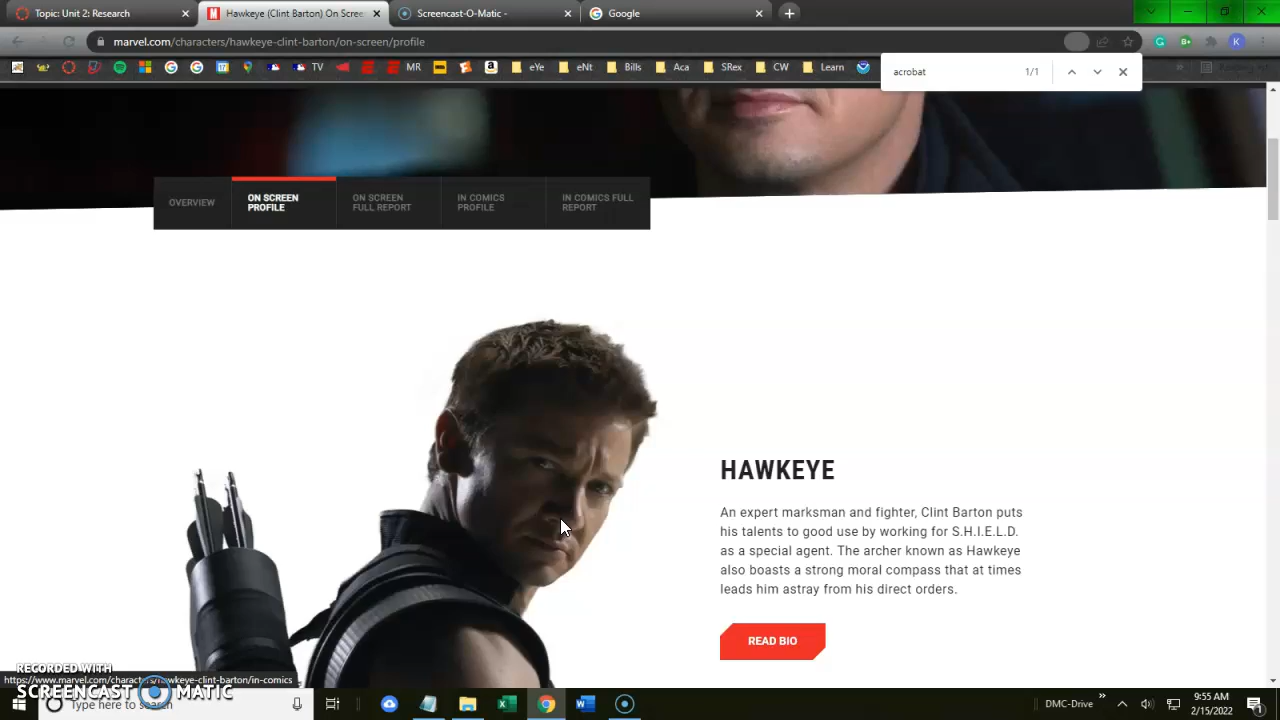 Topic: Unit 2: Research
Hawkeye (Clint Barton) On Scree
Screencast-O-Matic -
Google
marvel.com/characters/hawkeye-clint-barton/on-screen/profile
K
TV
MR
eYe
eNt
Bills
Aca
SRex
CW
Learn
acrobat 1/1
OVERVIEW
ON SCREEN
PROFILE
ON SCREEN
FULL REPORT
IN COMICS
PROFILE
IN COMICS FULL
REPORT
HAWKEYE
An expert marksman and fighter, Clint Barton puts
his talents to good use by working for S.H.I.E.L.D.
as a special agent. The archer known as Hawkeye
also boasts a strong moral compass that at times
leads him astray from his direct orders.
READ BIO
RECORDED WITH
https://www.marvel.com/characters/hawkeye-clint-barton/in-comics
SCREENCAST MATIC
Type here to search
DMC-Drive
9:55 AM
2/15/2022